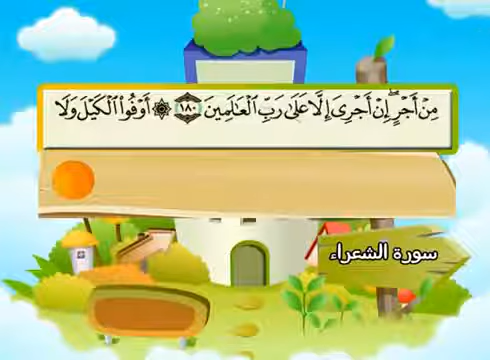 مِنْ أَجْرٍۖ إِنْ أَجْرِىَ إِلَّا عَلَىٰ رَبِّ ٱلْعَٰلَمِينَ ١٨٠ ۞ أَوْفُوا۟ ٱلْكَيْلَ وَلَا
سورة الشعراء